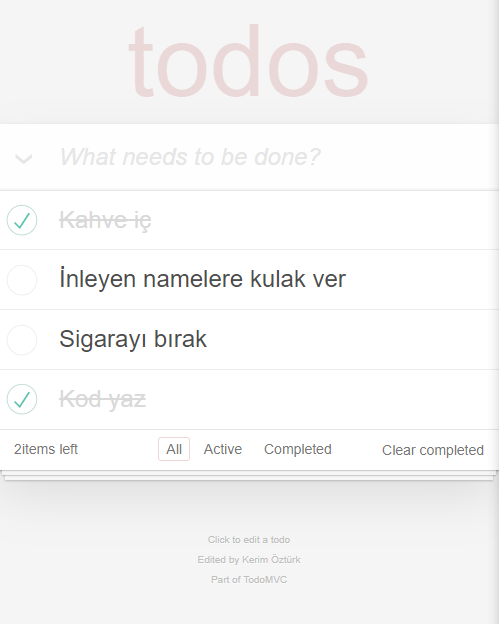 todos
What needs to be done?
Kahve iç
İnleyen namelere kulak ver
Sigarayı bırak
Kod yaz
2items left All Active Completed Clear completed
Click to edit a todo
Edited by Kerim Öztürk
Part of TodoMVC